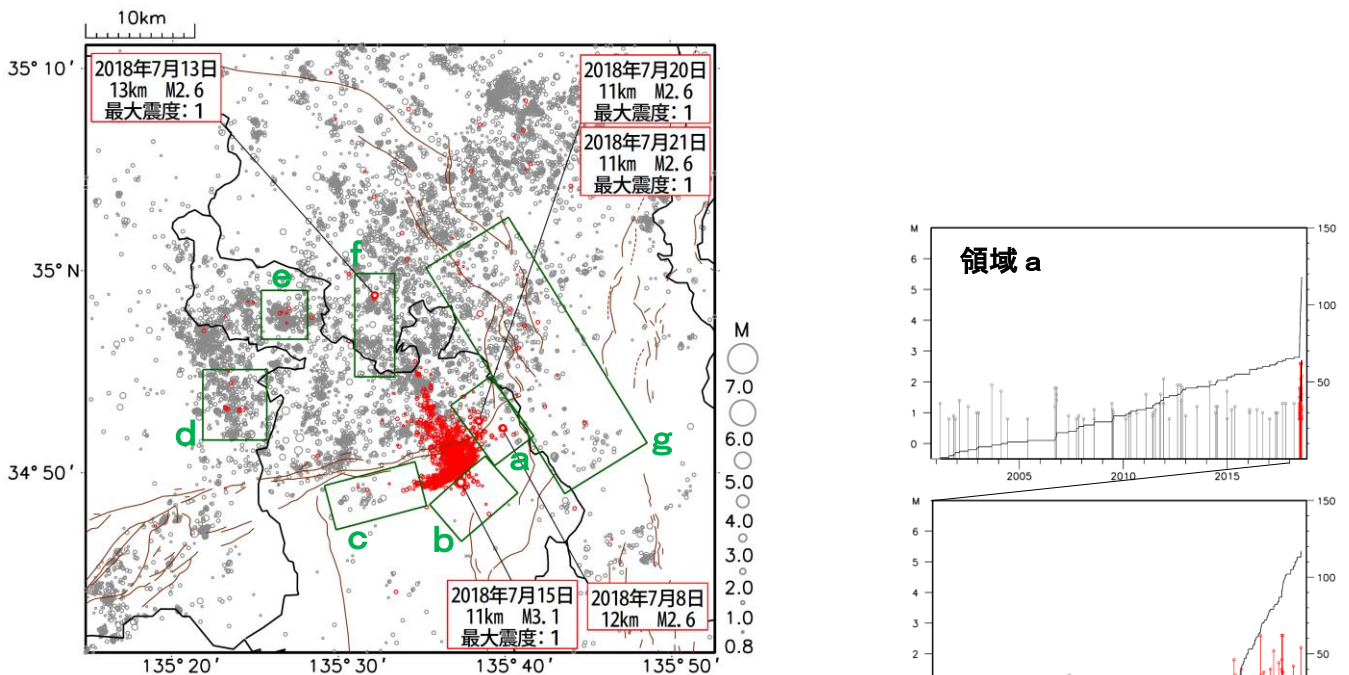 10km
35° 10′
35° N
34° 50′
135° 20′
135° 30′
135° 40′
135° 50′
2018年7月13日
13km M2.6
最大震度：1
2018年7月20日
11km M2.6
最大震度：1
2018年7月21日
11km M2.6
最大震度：1
f
e
d
g
a
c
b
2018年7月15日
11km M3.1
最大震度：1
2018年7月8日
12km M2.6
M
7.0
6.0
5.0
4.0
3.0
2.0
1.0
0.8
M
領域 a
6
5
4
3
2
1
0
150
100
50
2005
2010
2015
M
6
5
4
3
2
150
100
50